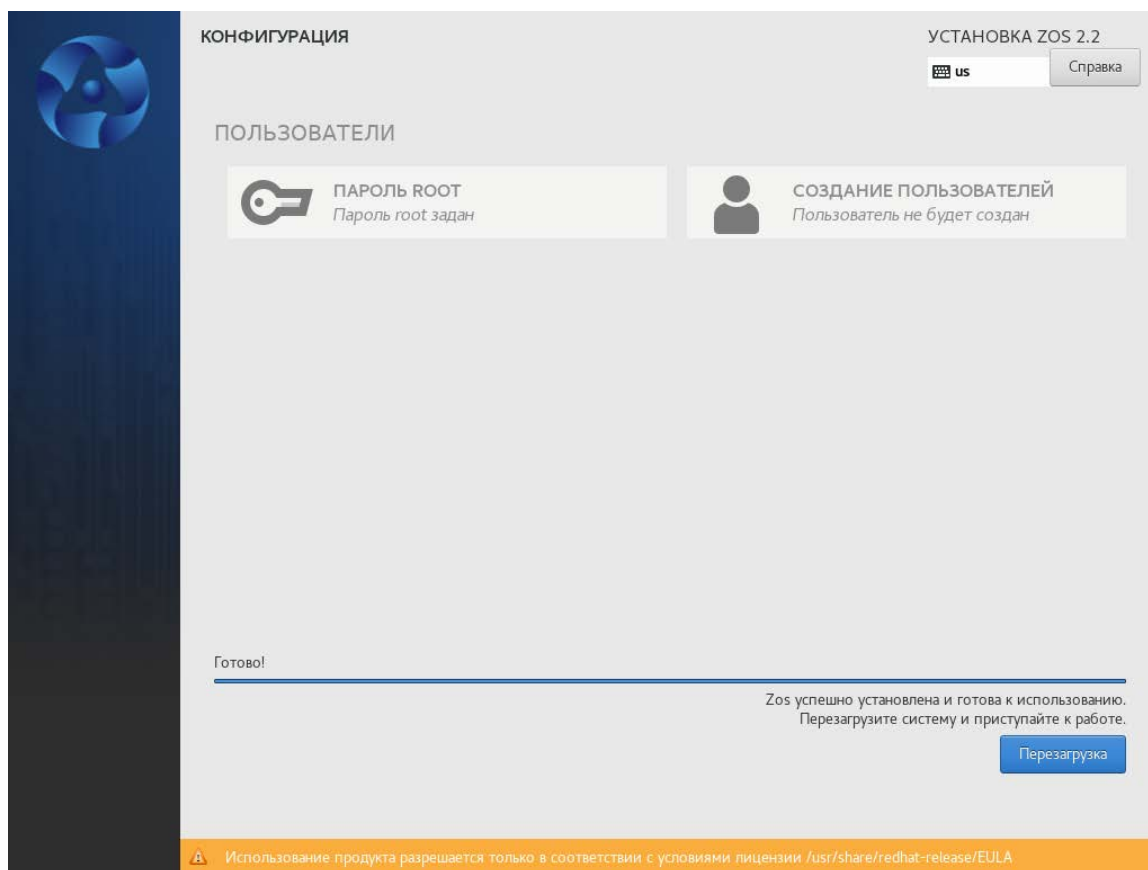 КОНФИГУРАЦИЯ
УСТАНОВКА ZOS 2.2
us
Справка
ПОЛЬЗОВАТЕЛИ
ПАРОЛЬ ROOT
Пароль root задан
СОЗДАНИЕ ПОЛЬЗОВАТЕЛЕЙ
Пользователь не будет создан
Готово!
Zos успешно установлена и готова к использованию.
Перезагрузите систему и приступайте к работе.
Перезагрузка
Использование продукта разрешается только в соответствии с условиями лицензии /usr/share/redhat-release/EULA